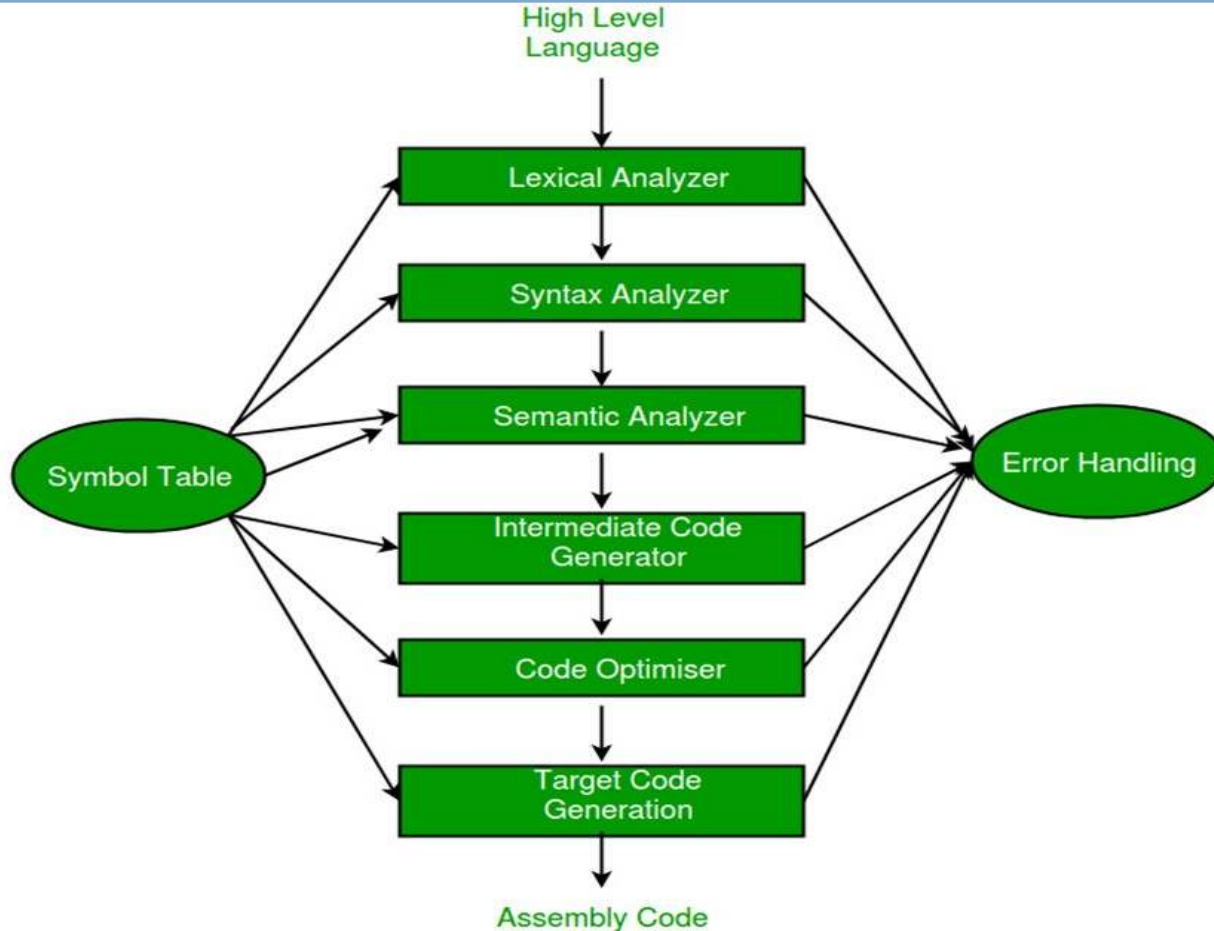 High Level
Language
Lexical Analyzer
Syntax Analyzer
Semantic Analyzer
Symbol Table
Error Handling
Intermediate Code
Generator
Code Optimiser
Target Code
Generation
Assembly Code